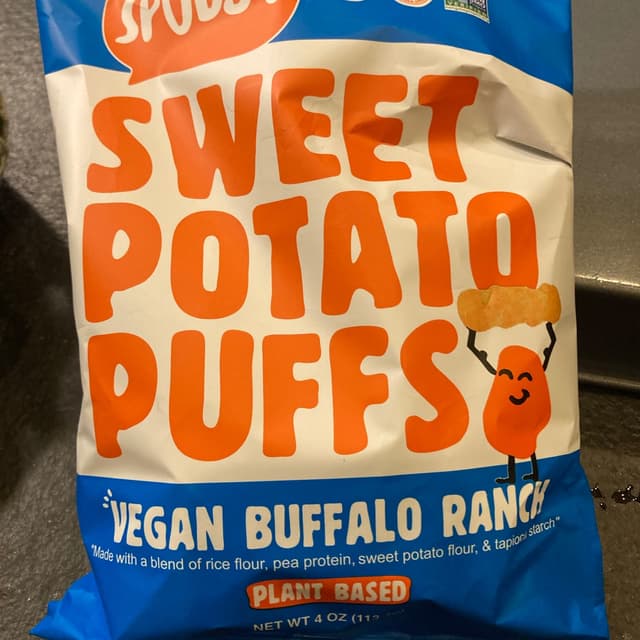 SWEET
POTATO
PUFFS
VEGAN BUFFALO RANCH
"Made with a blend of rice flour, pea protein, sweet potato flour, & tapioca starch"
PLANT BASED
NET WT 4 OZ